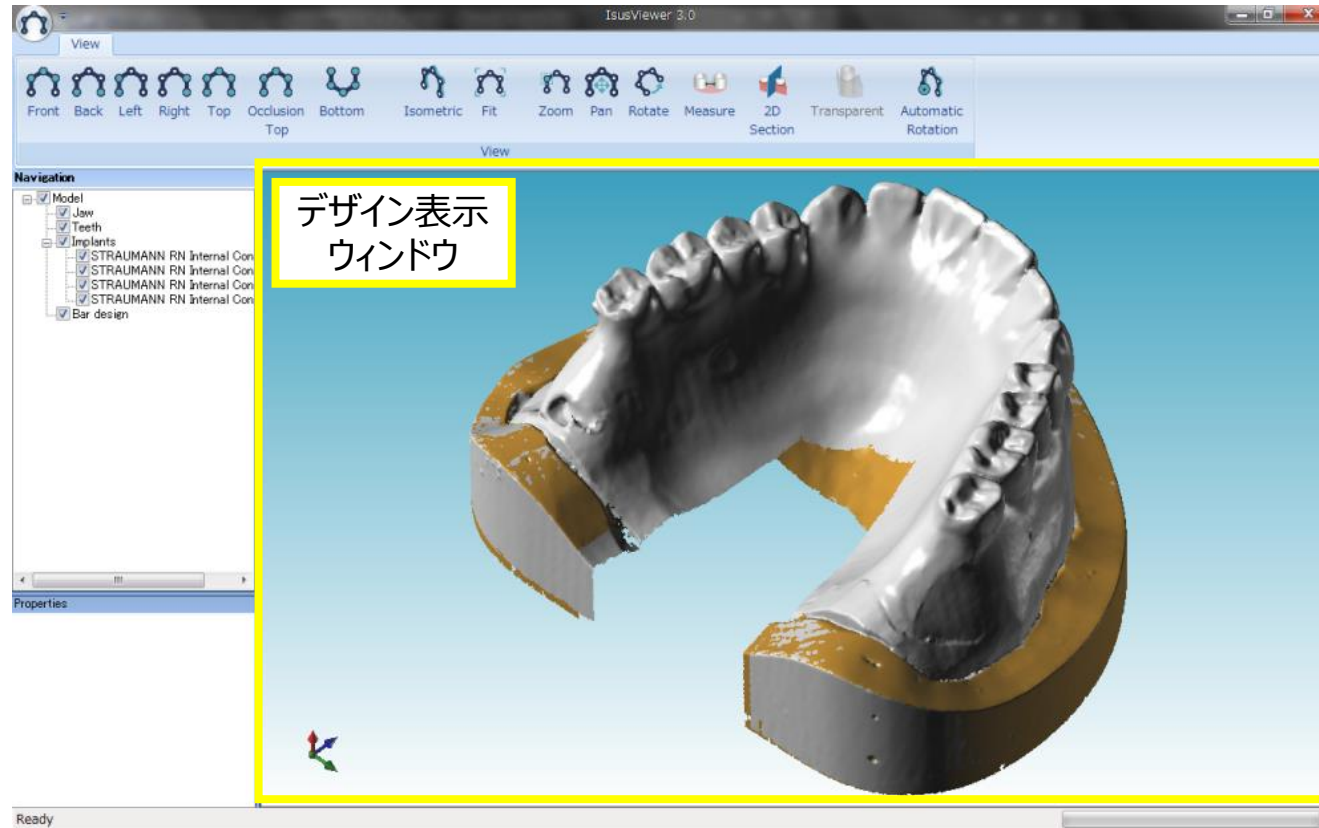 IsusViewer 3.0
View
Front Back Left Right Top Occlusion Top Bottom Isometric Fit Zoom Pan Rotate Measure 2D Section Transparent Automatic Rotation
View
Navigation
Model
Jaw
Teeth
Implants
STRAUMANN RN Internal Con
STRAUMANN RN Internal Con
STRAUMANN RN Internal Con
STRAUMANN RN Internal Con
Bar design
デザイン表示
ウィンドウ
Properties
Ready